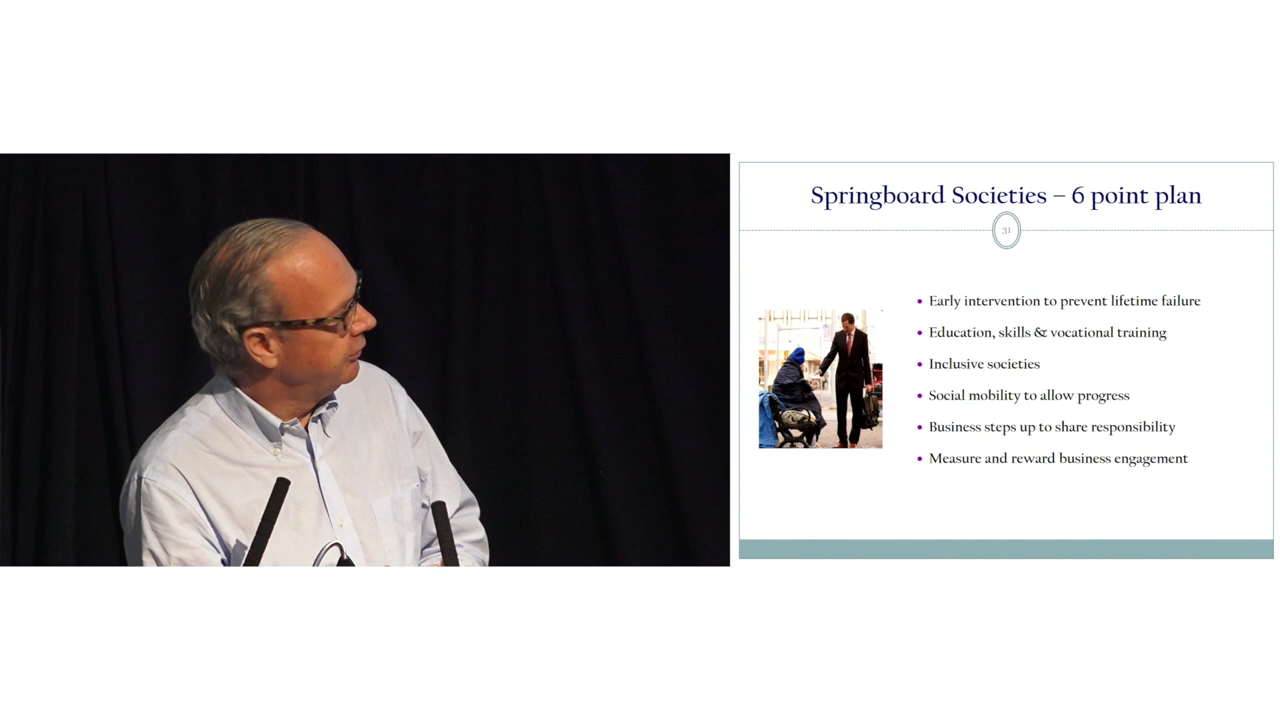 Springboard Societies – 6 point plan
31
Early intervention to prevent lifetime failure
Education, skills & vocational training
Inclusive societies
Social mobility to allow progress
Business steps up to share responsibility
Measure and reward business engagement